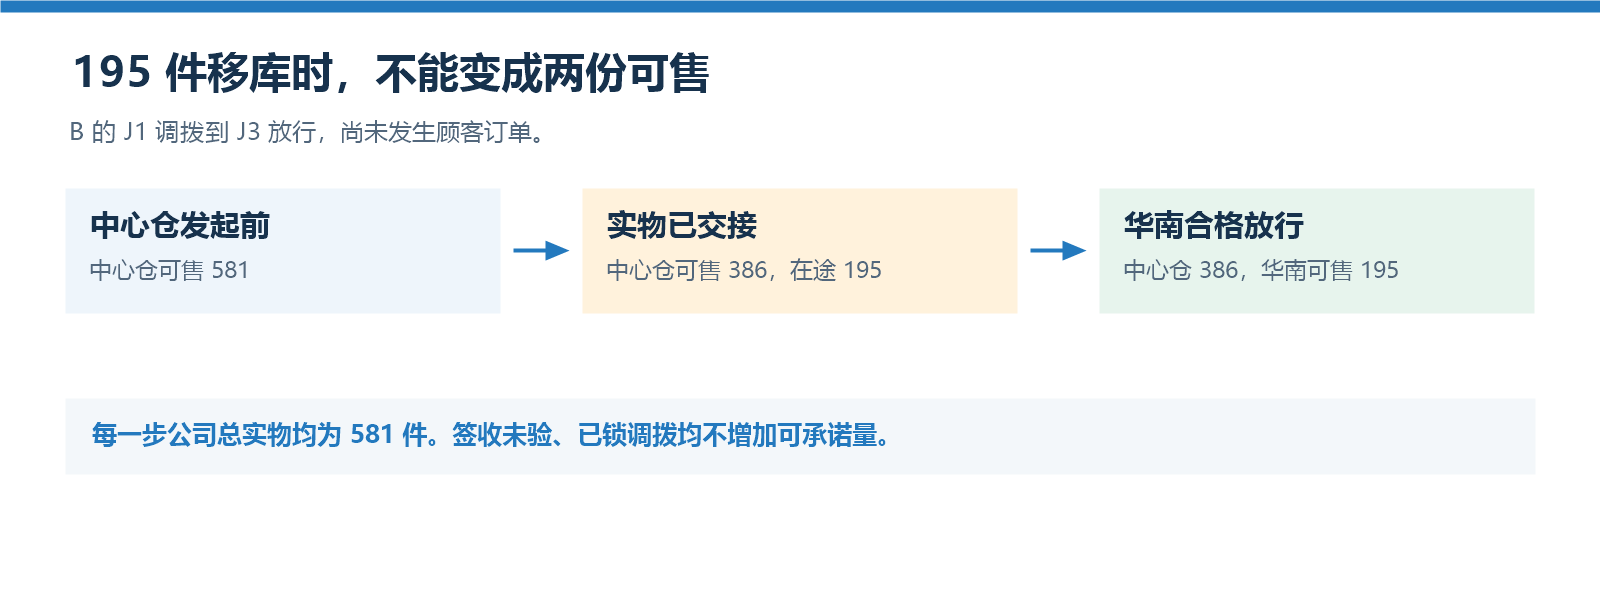 195 件移库时，不能变成两份可售
B 的 J1 调拨到 J3 放行，尚未发生顾客订单。
中心仓发起前
中心仓可售 581
实物已交接
中心仓可售 386，在途 195
华南合格放行
中心仓 386，华南可售 195
每一步公司总实物均为 581 件。签收未验、已锁调拨均不增加可承诺量。